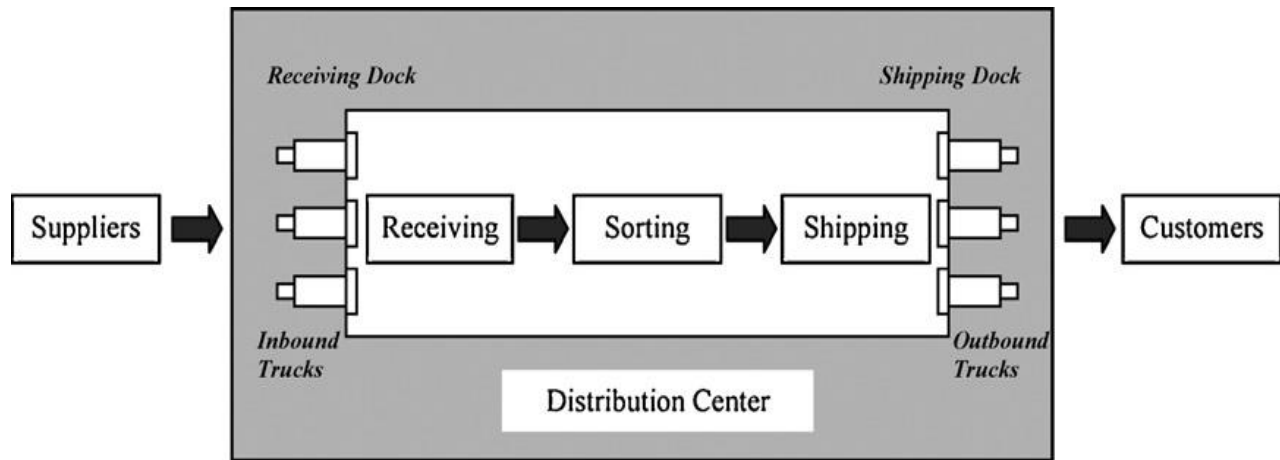 Receiving Dock
Shipping Dock
Suppliers
Receiving
Sorting
Shipping
Customers
Inbound
Trucks
Outbound
Trucks
Distribution Center